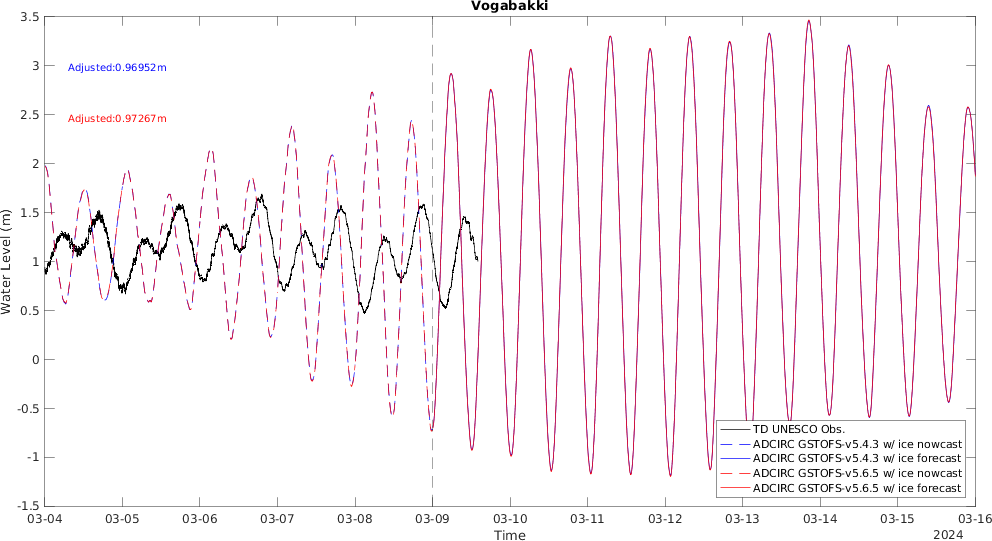 Vogabakki
Adjusted:0.96952m
Adjusted:0.97267m
Water Level (m)
3.5
3
2.5
2
1.5
1
0.5
0
-0.5
-1
-1.5
TD UNESCO Obs.
ADCIRC GSTOFS-v5.4.3 w/ ice nowcast
ADCIRC GSTOFS-v5.4.3 w/ ice forecast
ADCIRC GSTOFS-v5.6.5 w/ ice nowcast
ADCIRC GSTOFS-v5.6.5 w/ ice forecast
03-04 03-05 03-06 03-07 03-08 03-09 03-10 03-11 03-12 03-13 03-14 03-15 03-16
Time
2024